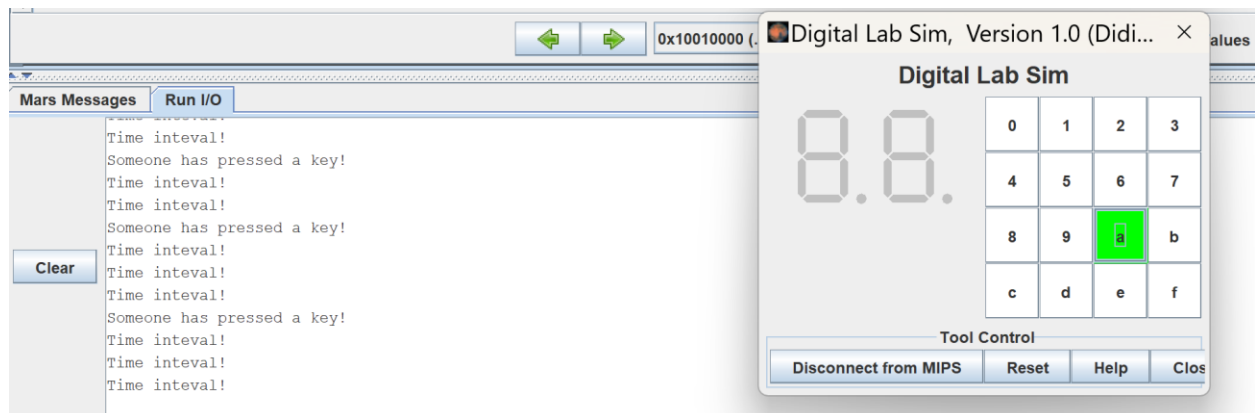 0x10010000 (.
alues
Digital Lab Sim, Version 1.0 (Didi...
Digital Lab Sim
Mars Messages
Run I/O
Time inteval!
Time inteval!
Someone has pressed a key!
Time inteval!
Time inteval!
Someone has pressed a key!
Time inteval!
Time inteval!
Time inteval!
Someone has pressed a key!
Time inteval!
Time inteval!
Time inteval!
Clear
0 1 2 3
4 5 6 7
8 9 a b
c d e f
Tool Control
Disconnect from MIPS
Reset
Help
Clos